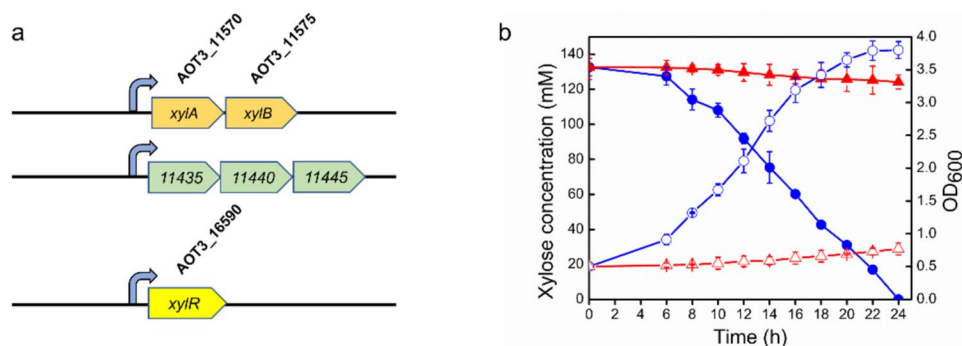 a
AOT3_11570
AOT3_11575
xylA
xylB
11435
11440
11445
AOT3_16590
xylR
b
140
120
100
80
60
40
20
0
Xylose concentration (mM)
4.0
3.5
3.0
2.5
2.0
1.5
1.0
0.5
0.0
OD600
0 2 4 6 8 10 12 14 16 18 20 22 24
Time (h)